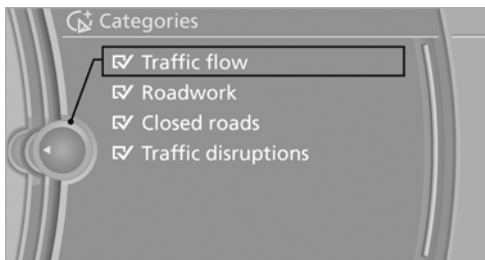 Categories
Traffic flow
Roadwork
Closed roads
Traffic disruptions